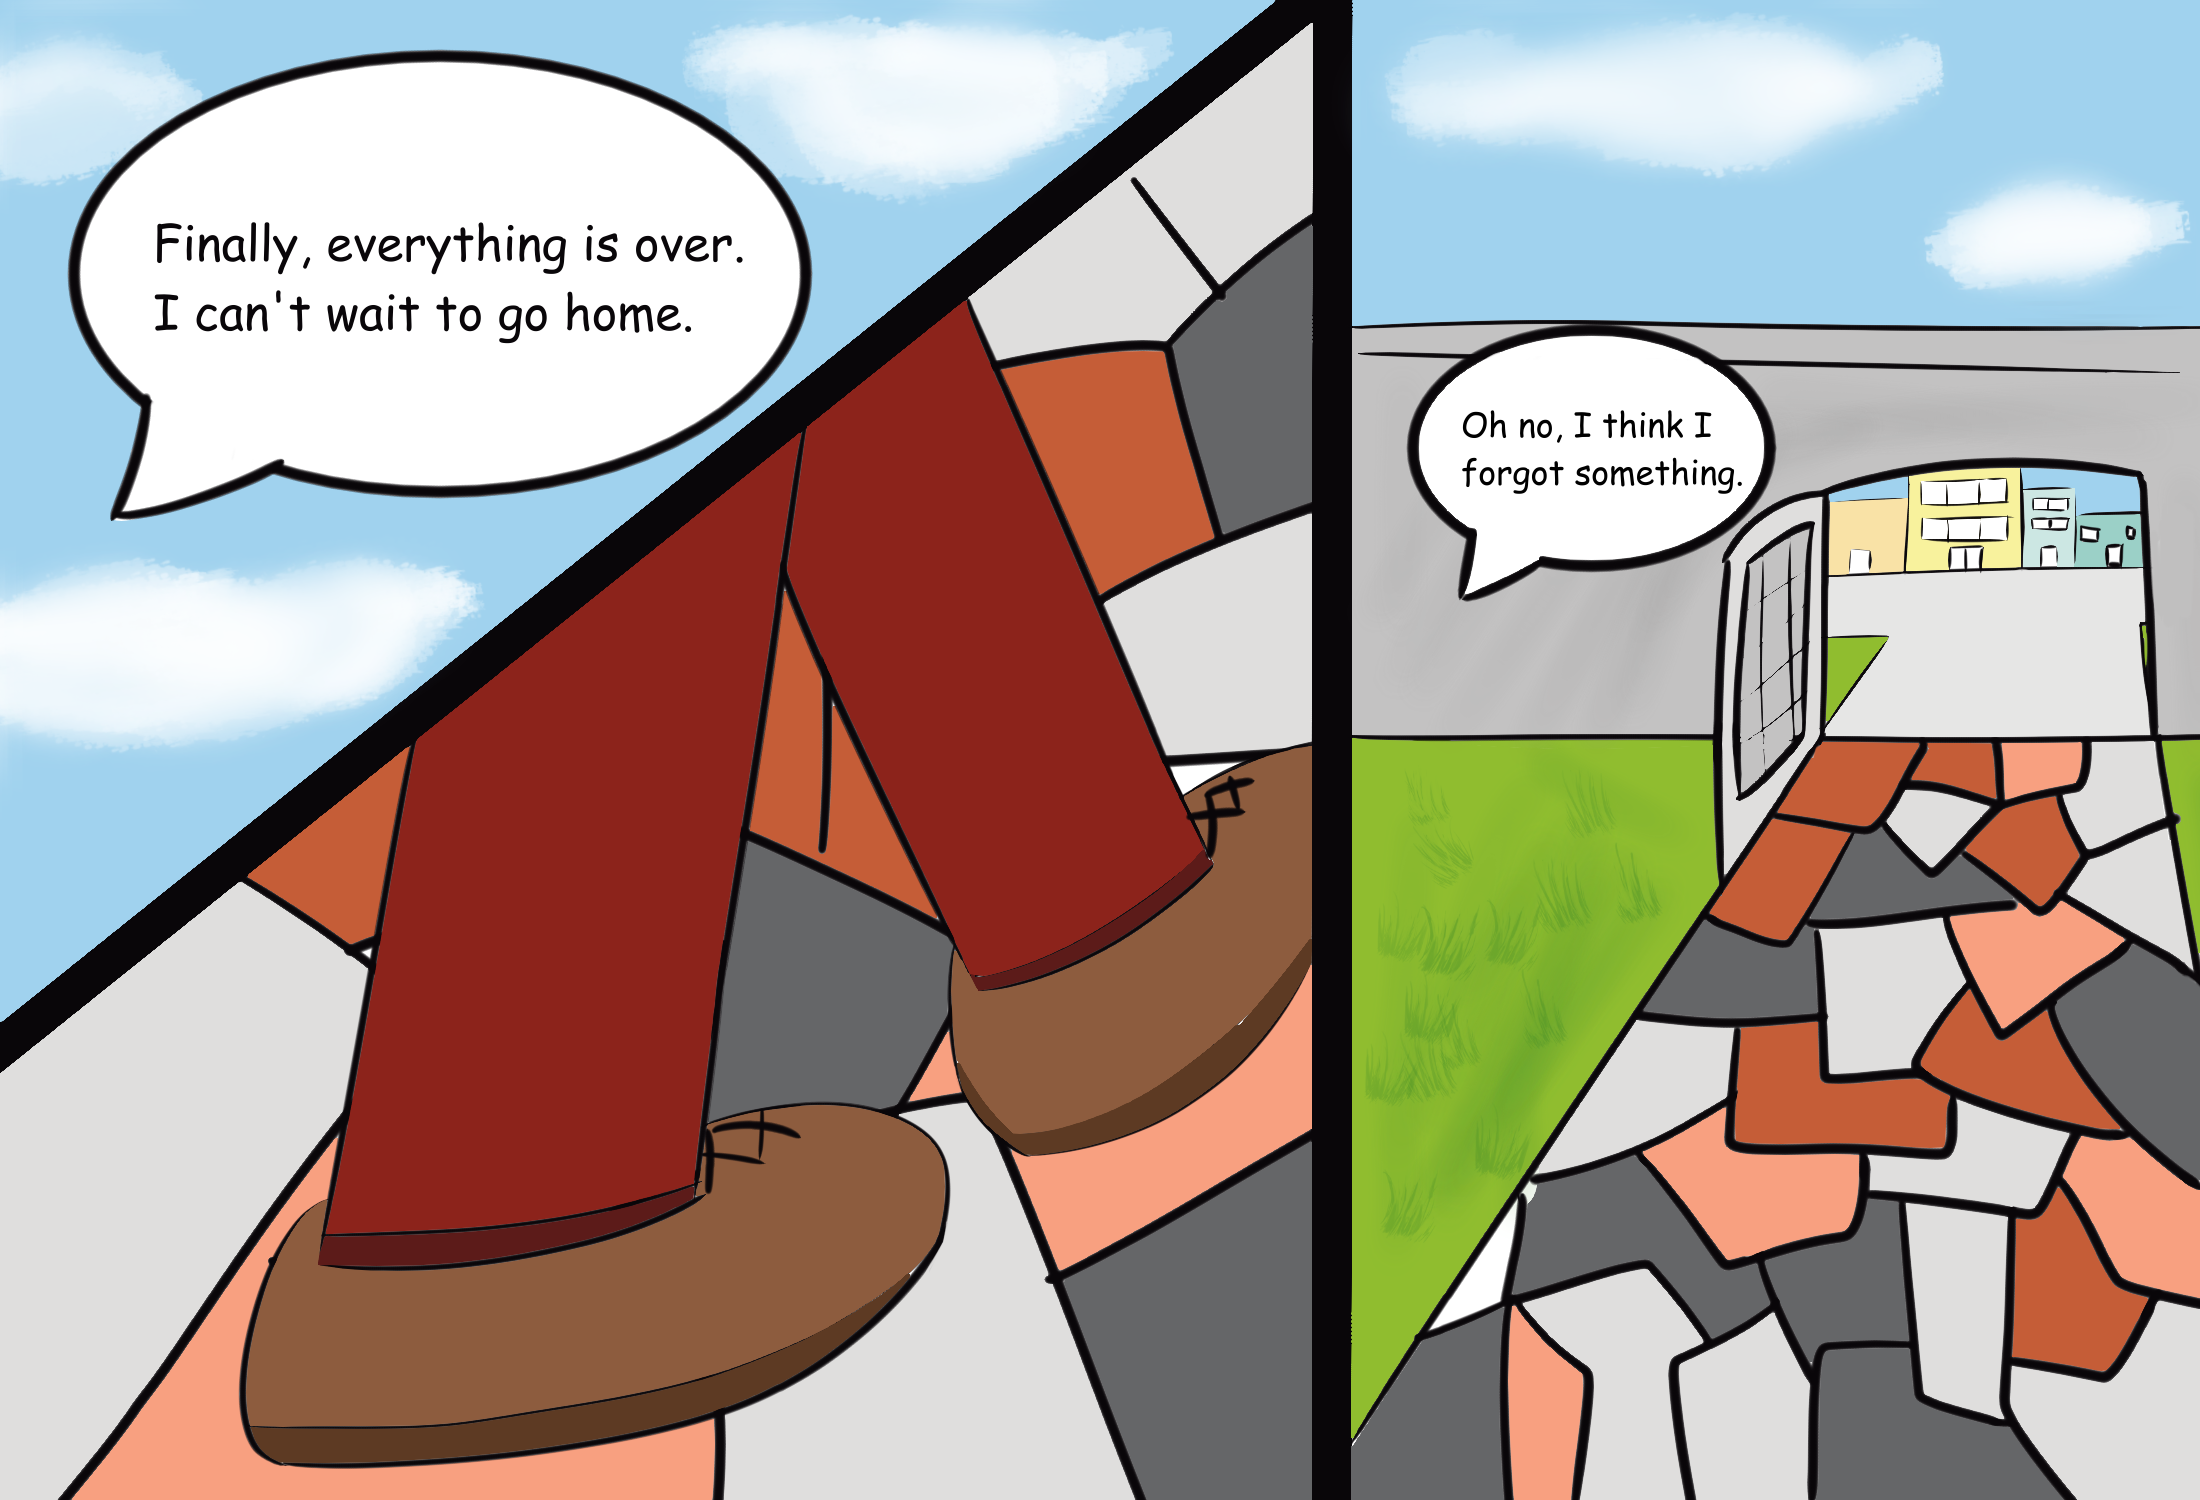 Finally, everything is over.
I can't wait to go home.
Oh no, I think I
forgot something.